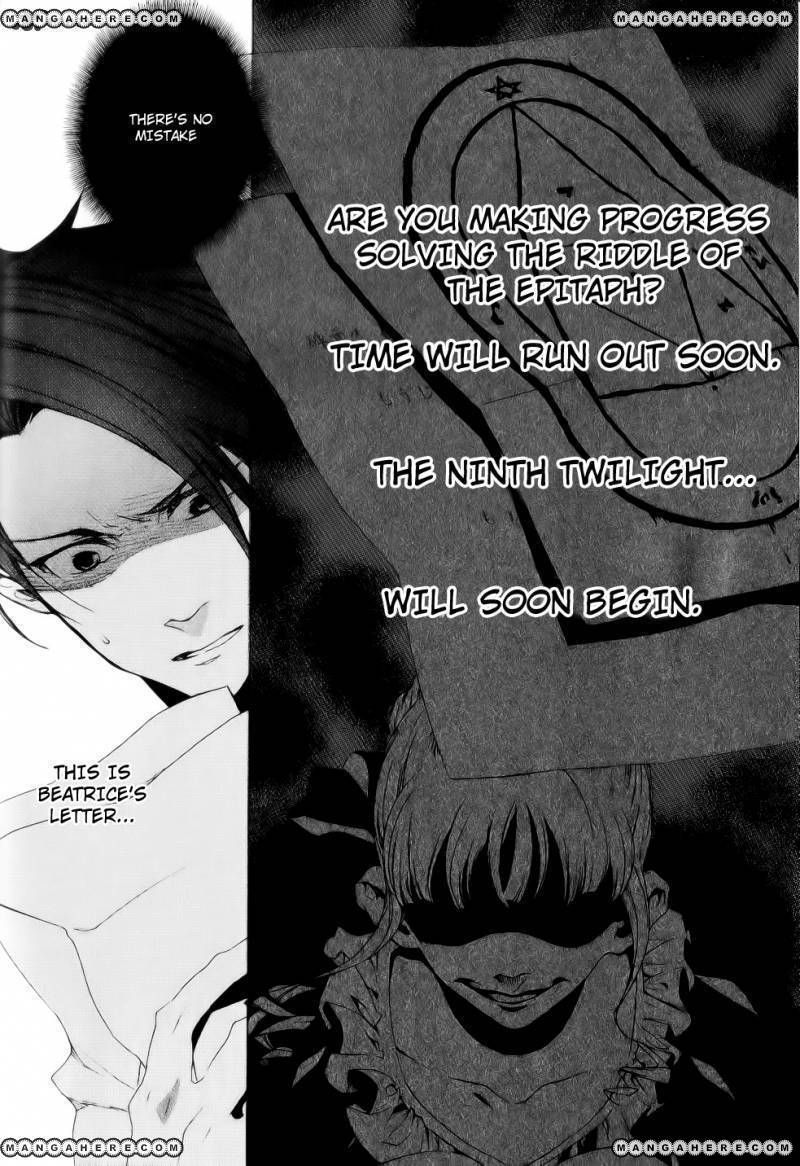 MANGAHERE.COM
MANGAHERE.COM
THERE'S NO
MISTAKE
ARE YOU MAKING PROGRESS
SOLVING THE RIDDLE OF
THE EPITAPH?
TIME WILL RUN OUT SOON.
THE NINTH TWILIGHT...
WILL SOON BEGIN.
THIS IS
BEATRICE'S
LETTER...
MANGAHERE.COM
MANGAHERE.COM